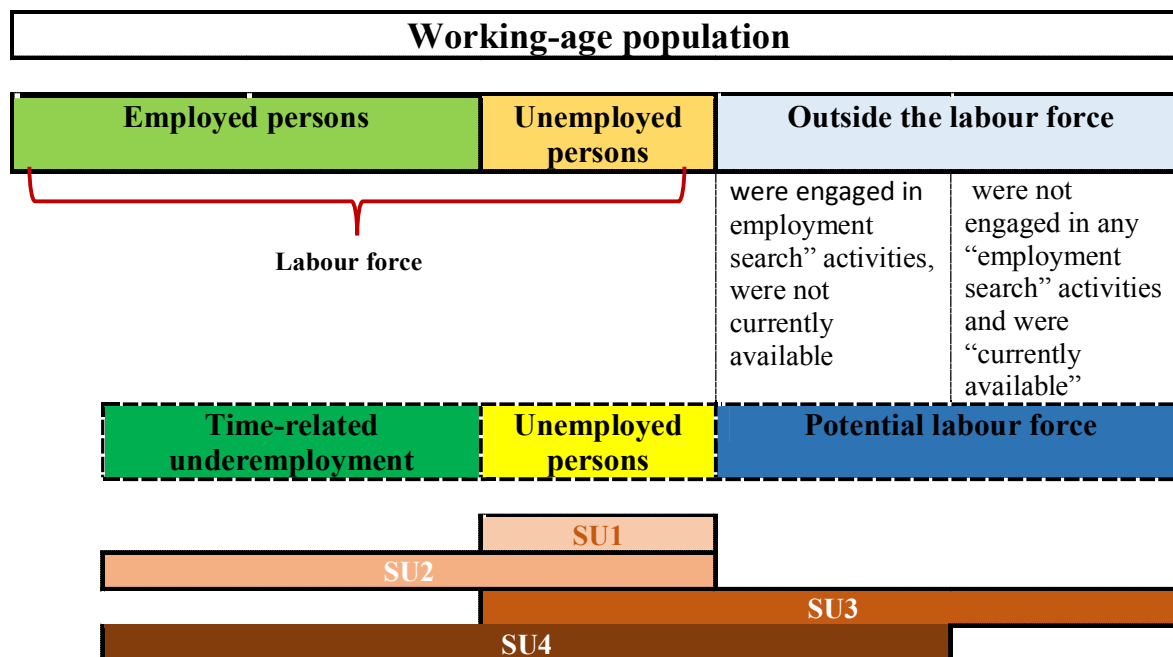 Working-age population
Employed persons
Unemployed
persons
Outside the labour force
Labour force
were engaged in
employment
search” activities,
were not
currently
available
were not
engaged in any
“employment
search” activities
and were
“currently
available”
Time-related
underemployment
Unemployed
persons
Potential labour force
SU1
SU2
SU3
SU4